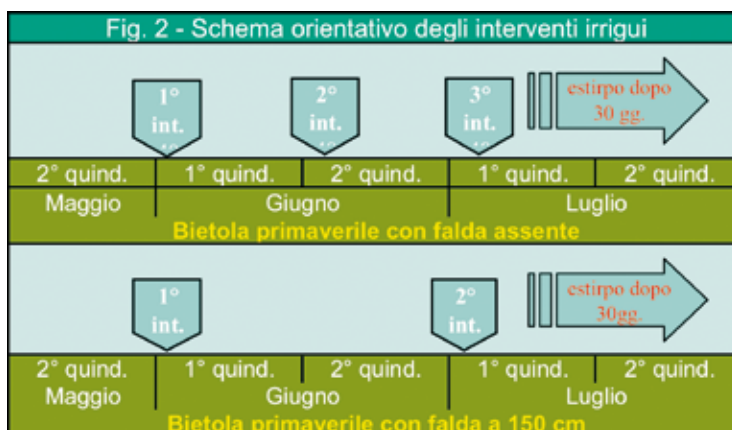 Fig. 2 - Schema orientativo degli interventi irrigui
1° int.
2° int.
3° int.
estirpo dopo
30 gg.
2° quind. 1° quind. 2° quind. 1° quind. 2° quind.
Maggio Giugno Luglio
Bietola primaverile con falda assente
1° int.
2° int.
estirpo dopo
30gg.
2° quind. 1° quind. 2° quind. 1° quind. 2° quind.
Maggio Giugno Luglio
Bietola primaverile con falda a 150 cm